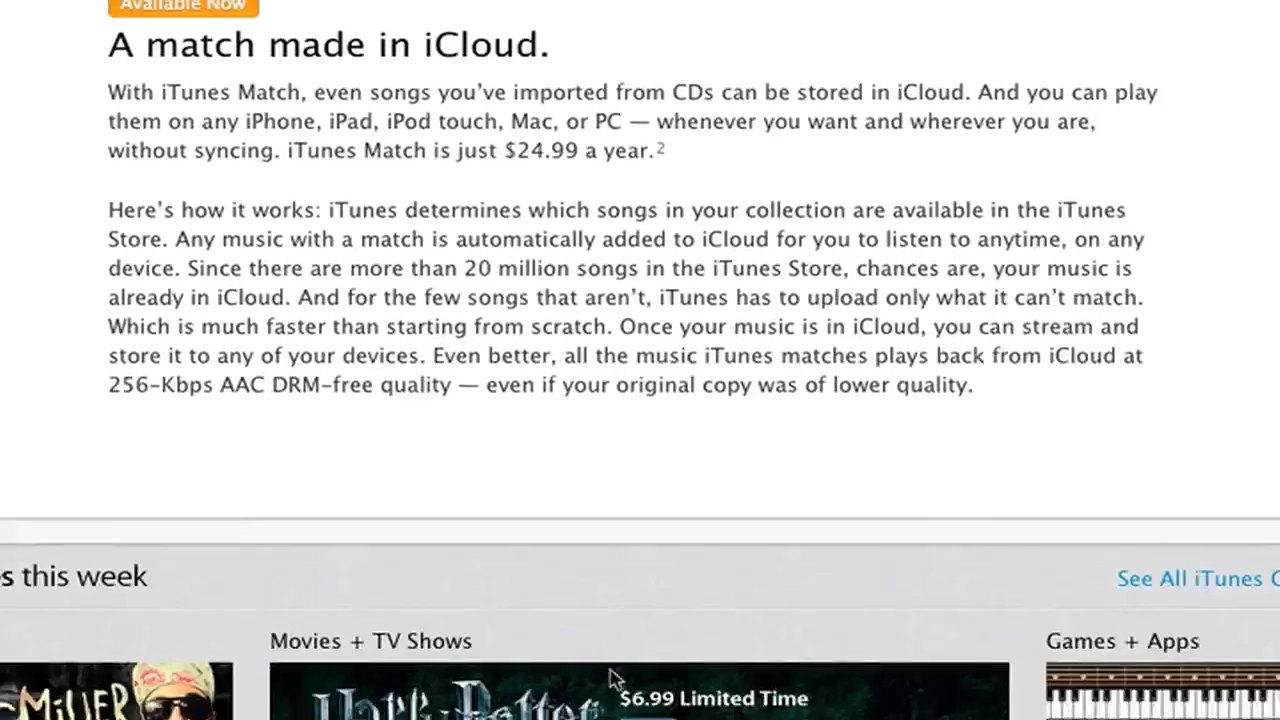 Available Now
A match made in iCloud.
With iTunes Match, even songs you’ve imported from CDs can be stored in iCloud. And you can play
them on any iPhone, iPad, iPod touch, Mac, or PC — whenever you want and wherever you are,
without syncing. iTunes Match is just $24.99 a year.²
Here’s how it works: iTunes determines which songs in your collection are available in the iTunes
Store. Any music with a match is automatically added to iCloud for you to listen to anytime, on any
device. Since there are more than 20 million songs in the iTunes Store, chances are, your music is
already in iCloud. And for the few songs that aren’t, iTunes has to upload only what it can’t match.
Which is much faster than starting from scratch. Once your music is in iCloud, you can stream and
store it to any of your devices. Even better, all the music iTunes matches plays back from iCloud at
256-Kbps AAC DRM-free quality — even if your original copy was of lower quality.
s this week
See All iTunes
Movies + TV Shows
Games + Apps
MiLLER
Harry Potter
$6.99 Limited Time